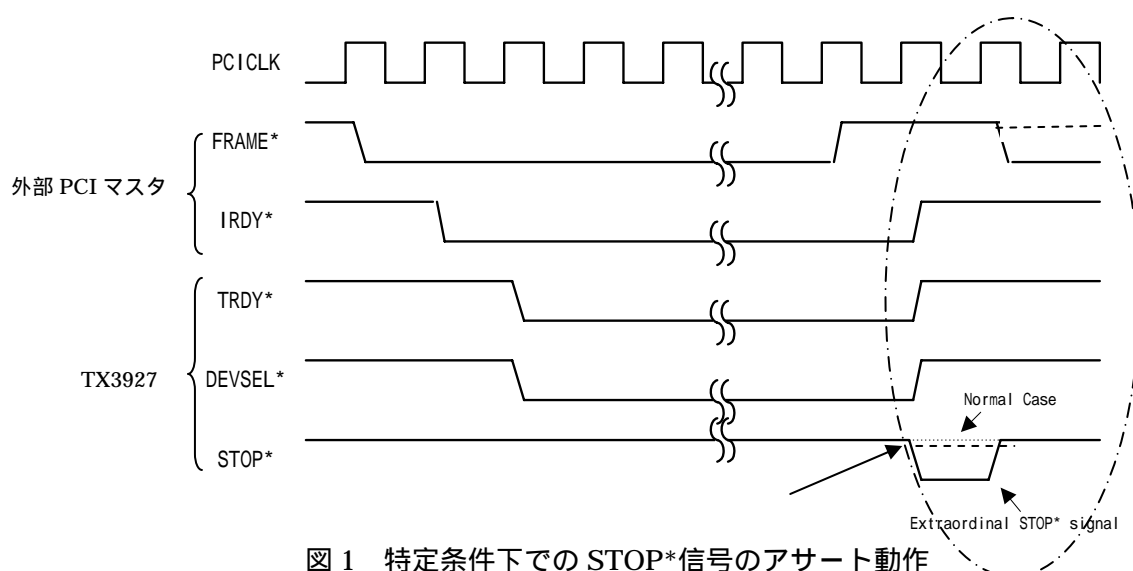 PCICLK
FRAME*
外部 PCI マスタ
IRDY*
TRDY*
TX3927
DEVSEL*
Normal Case
STOP*
Extraordinal STOP* signal
図 1 特定条件下での STOP*信号のアサート動作